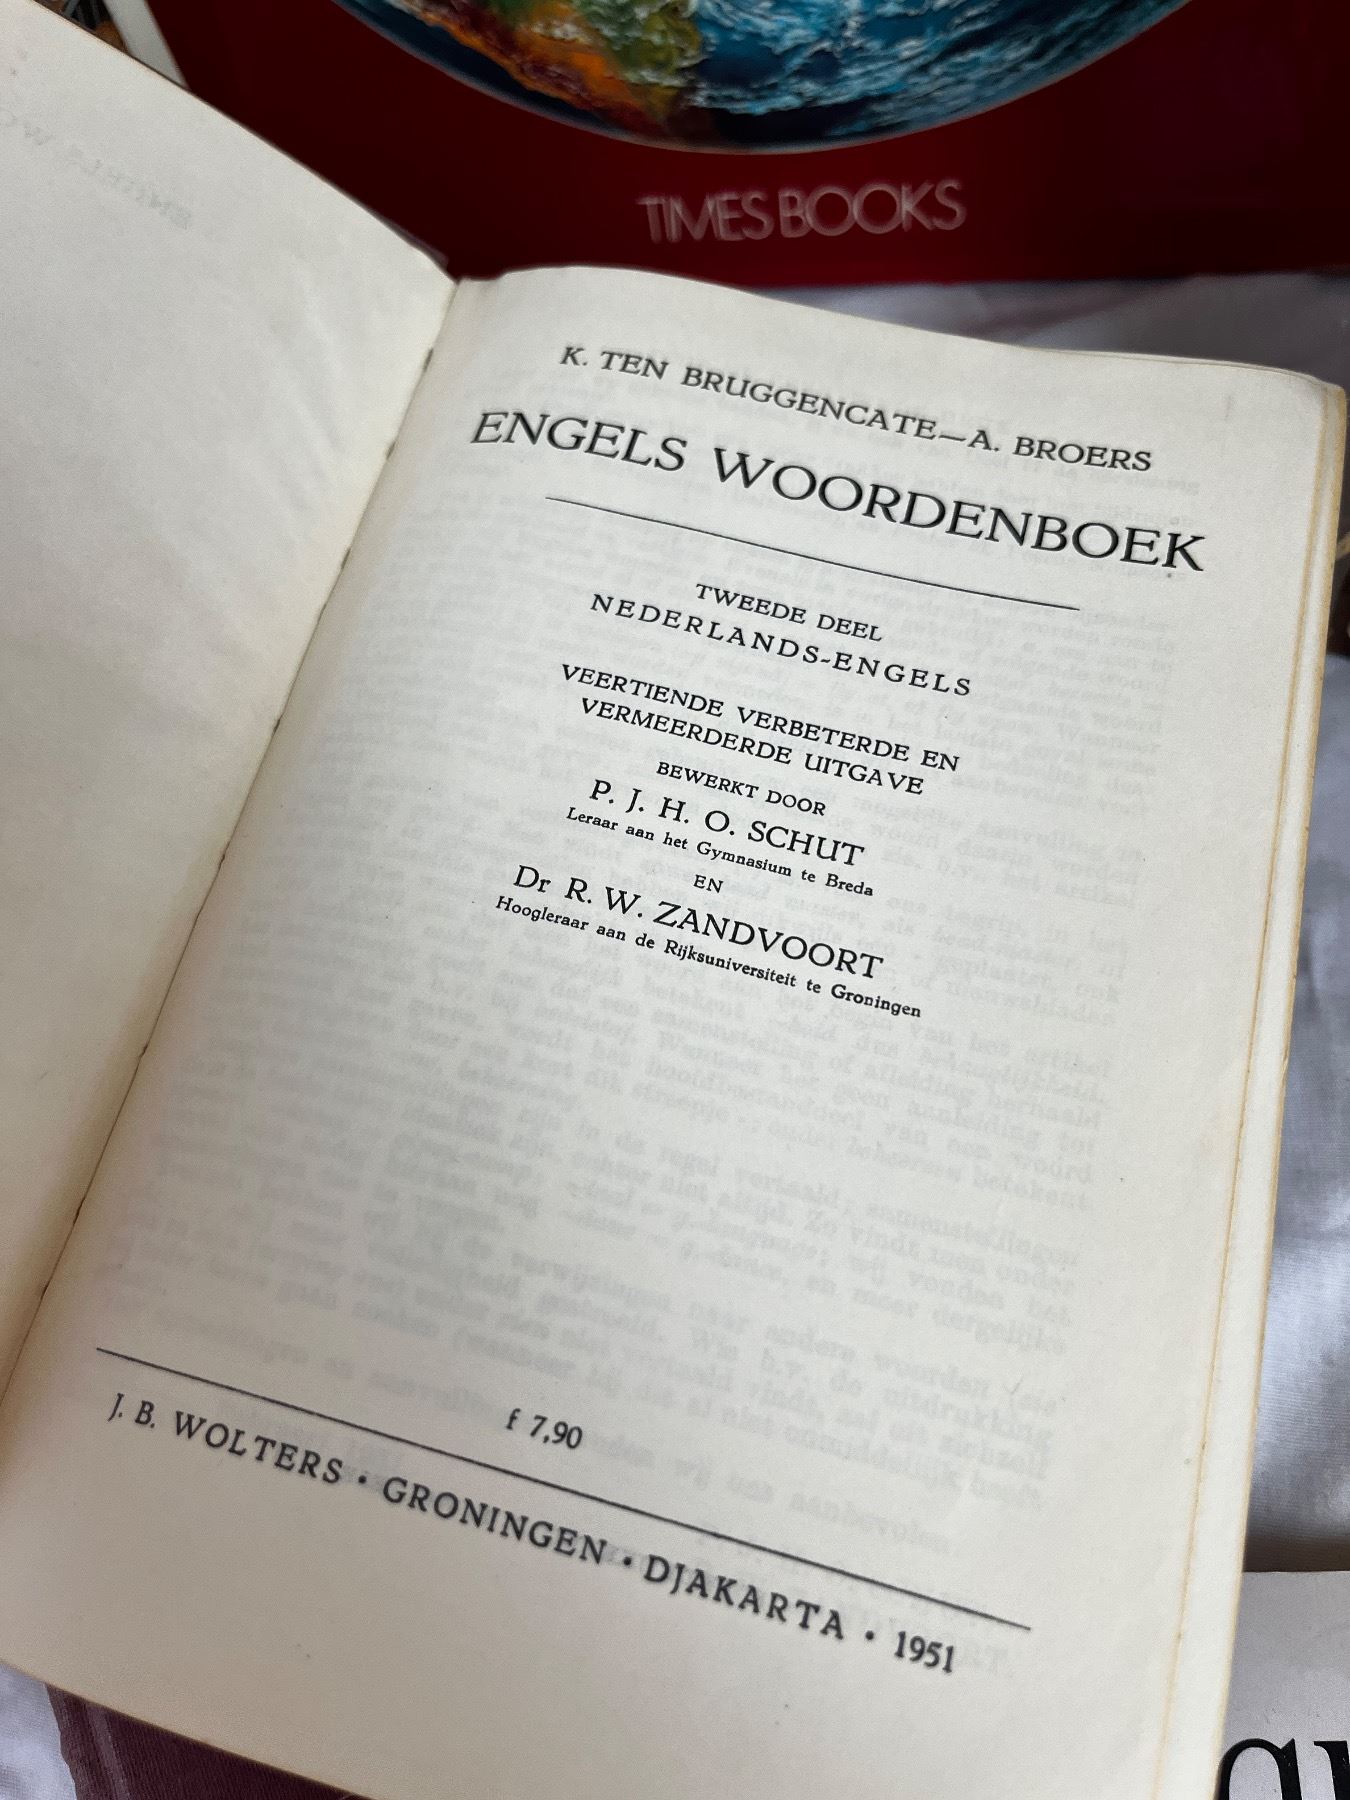 TIMES BOOKS
K. TEN BRUGGENCATE—A. BROERS
ENGELS WOORDENBOEK
TWEEDE DEEL
NEDERLANDS-ENGELS
VEERTIENDE VERBETERDE EN
VERMEERDERDE UITGAVE
BEWERKT DOOR
P. J. H. O. SCHUT
Leraar aan het Gymnasium te Breda
EN
Dr R. W. ZANDVOORT
Hoogleraar aan de Rijksuniversiteit te Groningen
f 7,90
J. B. WOLTERS · GRONINGEN · DJAKARTA · 1951